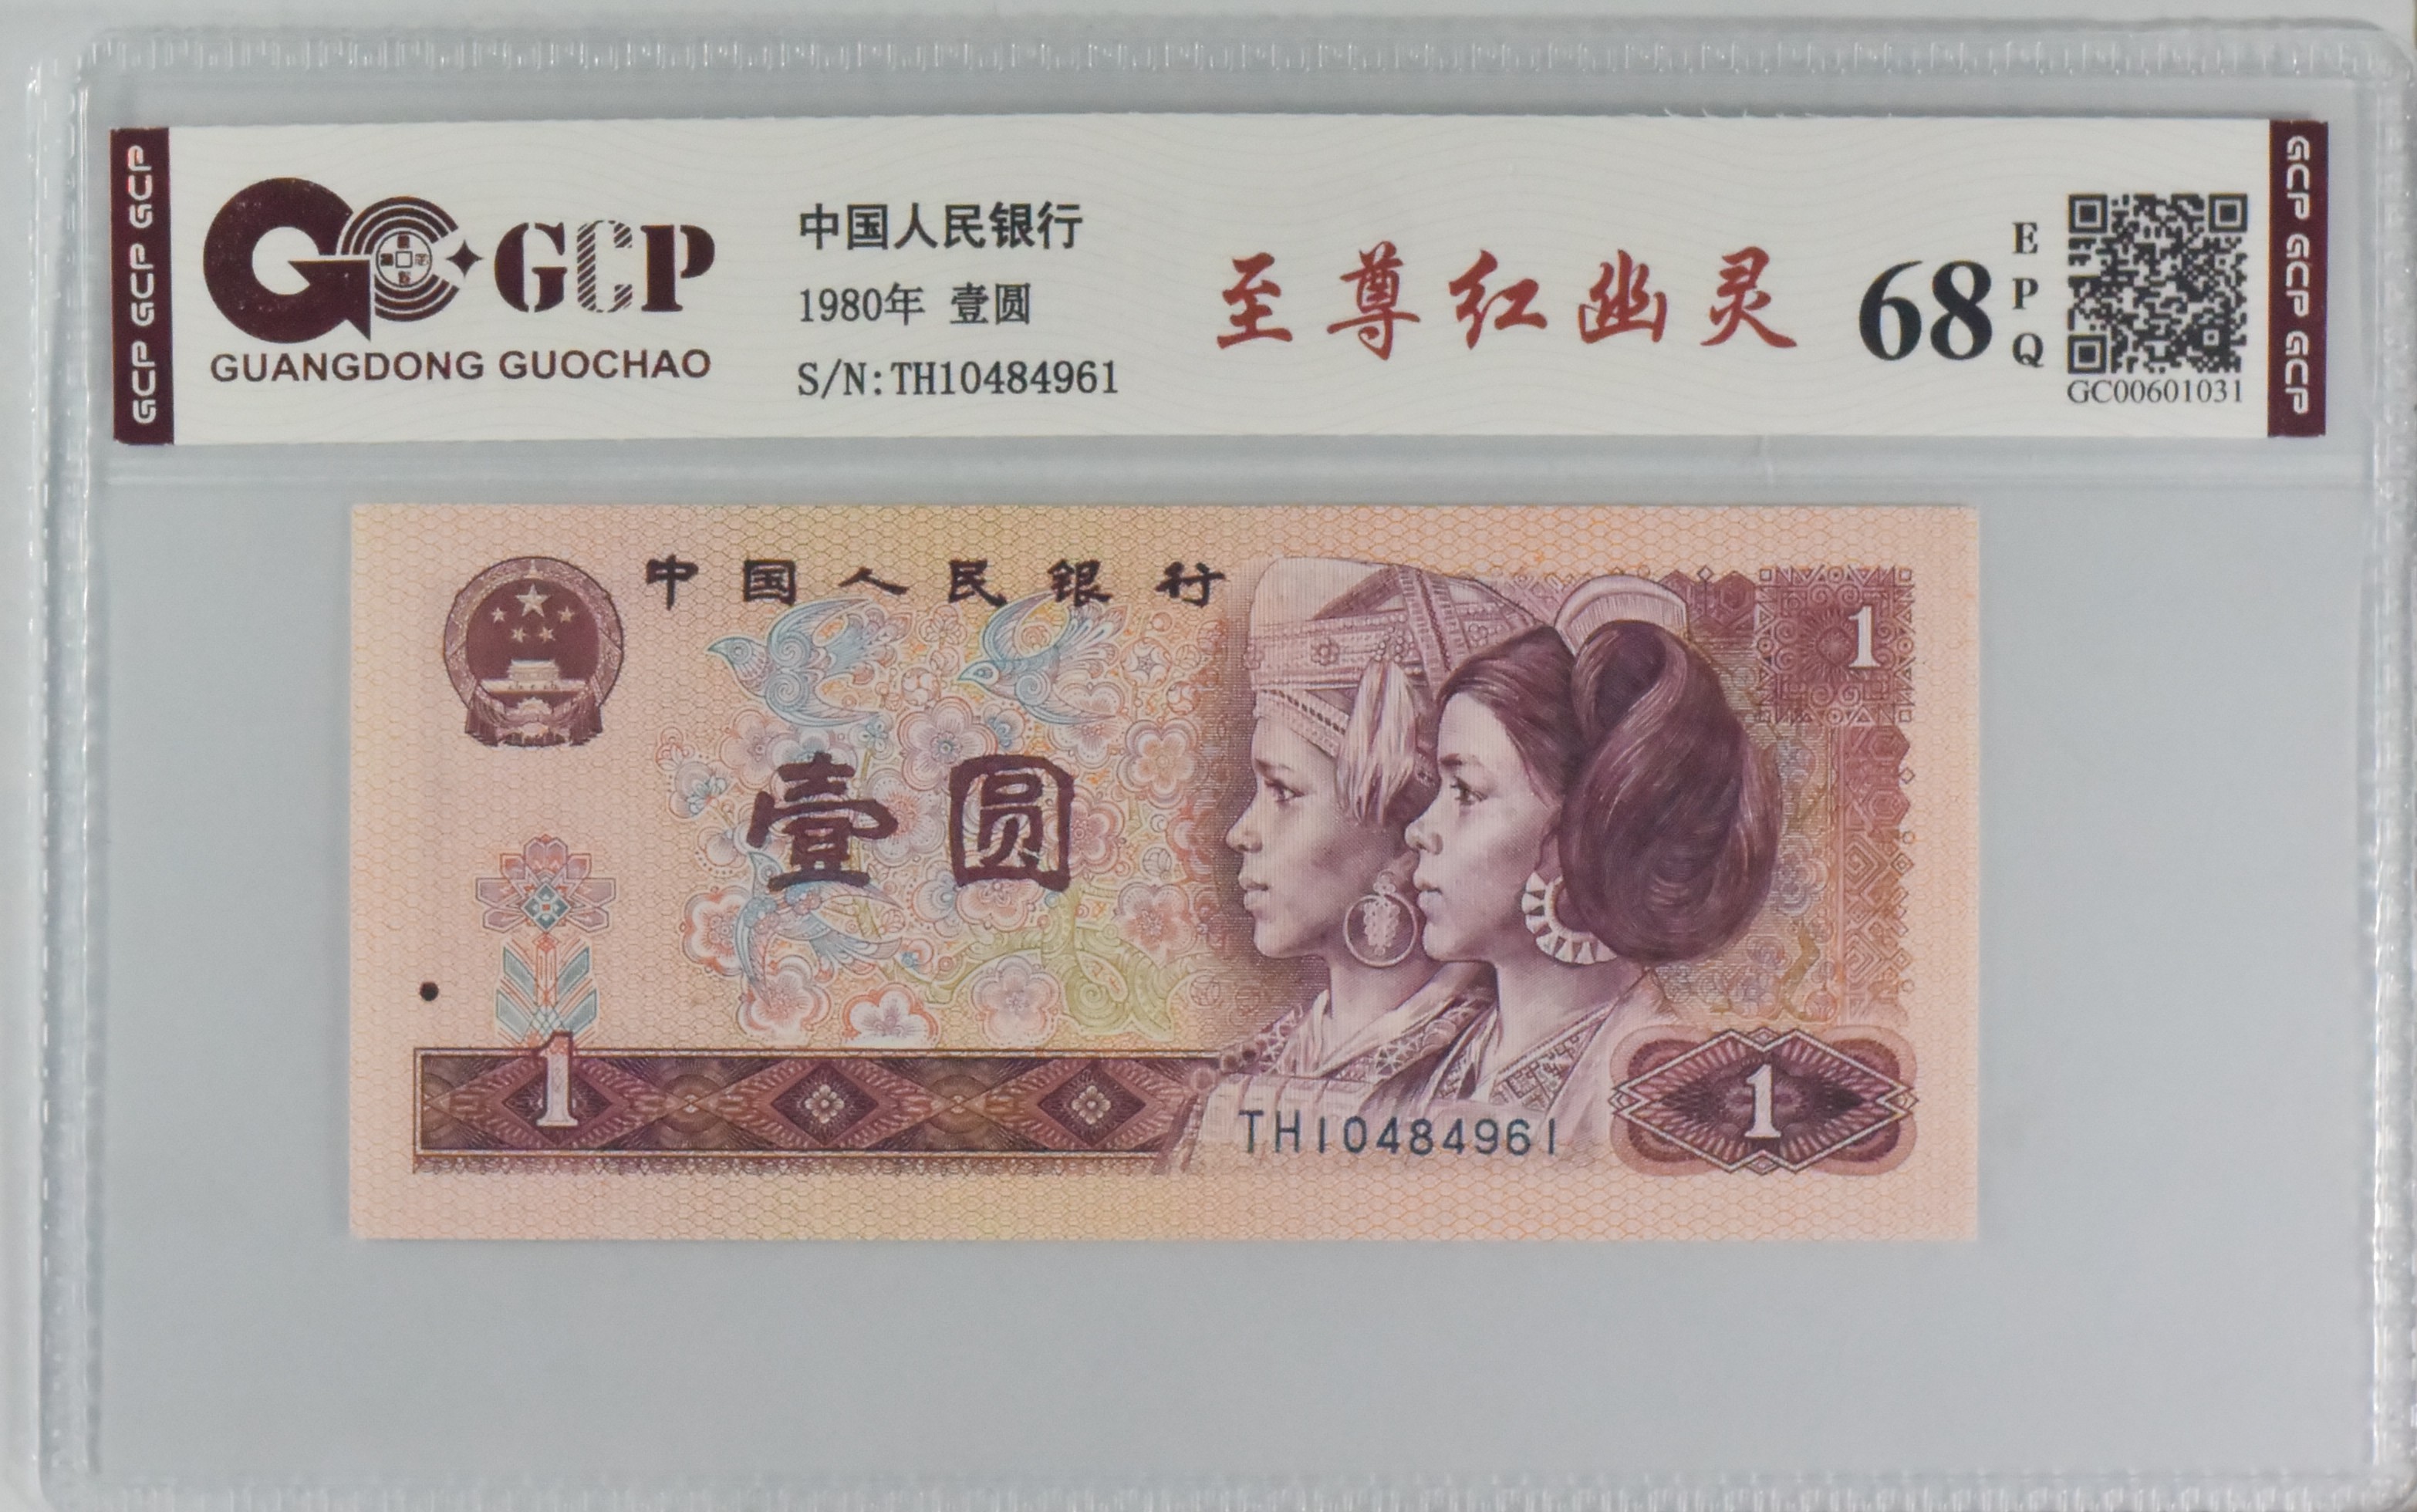 GCP GCP GCP
GCP
GUANGDONG GUOCHAO
中国人民银行
1980年 壹圆
S/N:TH10484961
至尊红幽灵
68
EPQ
GC00601031
GCP GCP GCP
中国人民银行
1
壹圆
1
TH10484961
1